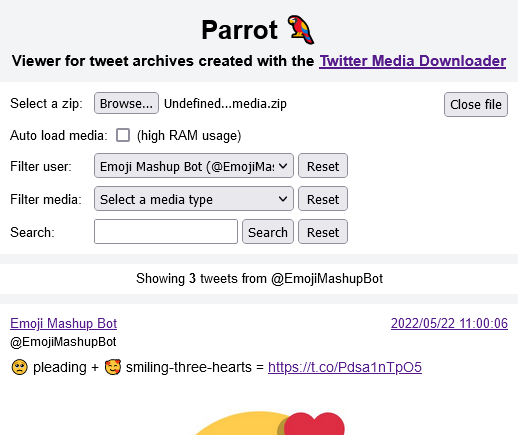 Parrot 🦜
Viewer for tweet archives created with the Twitter Media Downloader
Select a zip: Browse... Undefined...media.zip Close file
Auto load media: (high RAM usage)
Filter user: Emoji Mashup Bot (@EmojiMas Reset
Filter media: Select a media type Reset
Search: Search Reset
Showing 3 tweets from @EmojiMashupBot
Emoji Mashup Bot 2022/05/22 11:00:06
@EmojiMashupBot
🥺 pleading + 🥰 smiling-three-hearts = https://t.co/Pdsa1nTpO5